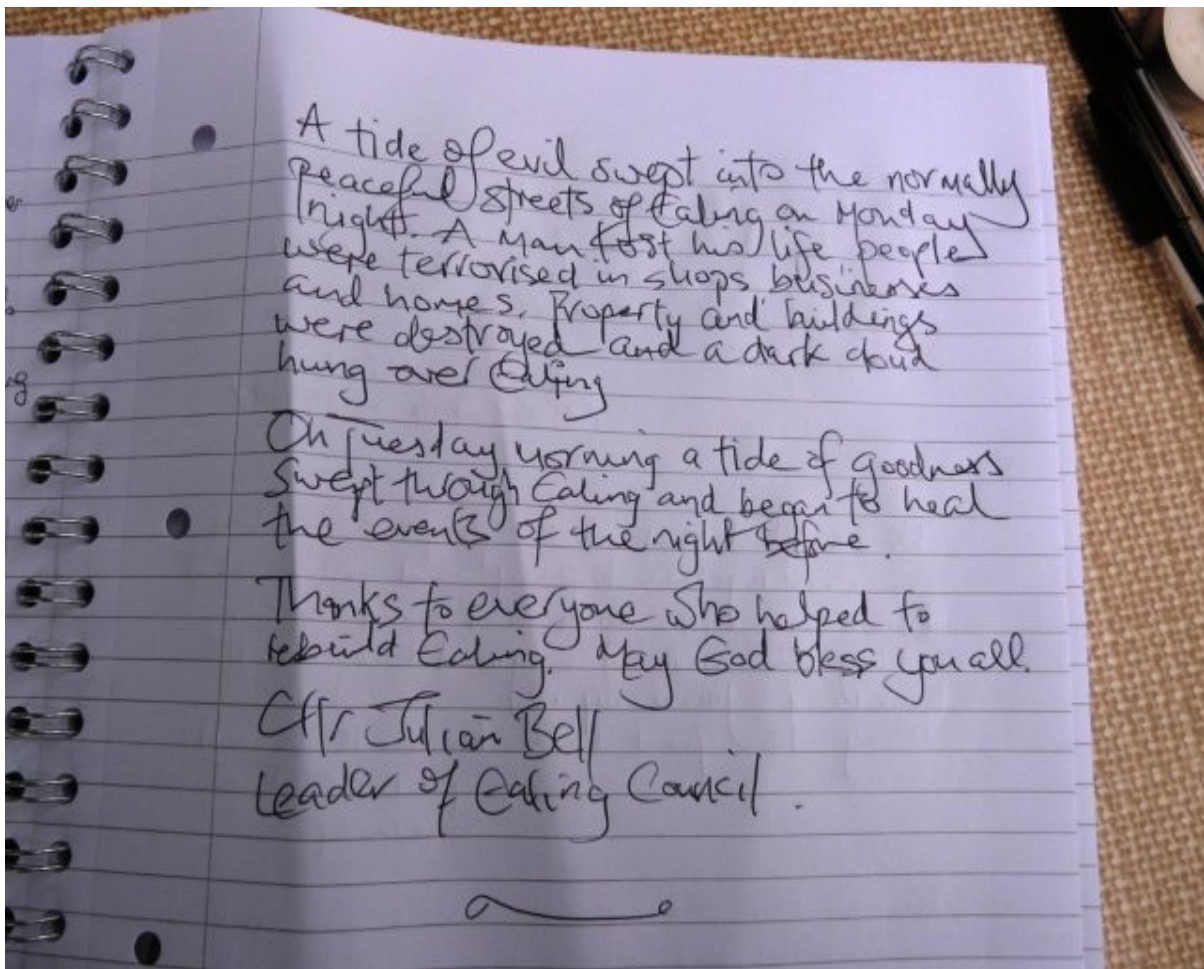 A tide of evil swept into the normally
peaceful streets of Ealing on Monday
night. A Man lost his life people
were terrorised in shops businesses
and homes. Property and buildings
were destroyed and a dark cloud
hung over Ealing
On Tuesday morning a tide of goodness
swept through Ealing and began to heal
the events of the night before.
Thanks to everyone who helped to
rebuild Ealing. May God bless you all.
Cllr Julian Bell
Leader of Ealing Council.